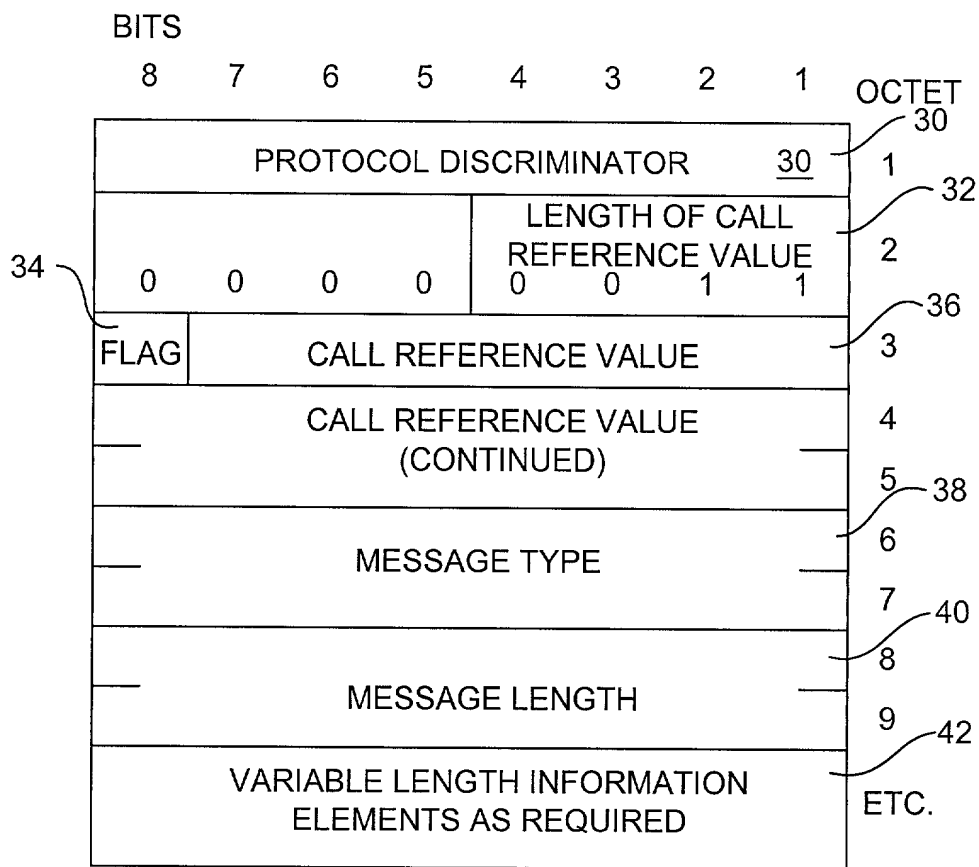 BITS
8 7 6 5 4 3 2 1
OCTET
30
PROTOCOL DISCRIMINATOR 30 1
32
LENGTH OF CALL
REFERENCE VALUE 2
34
0 0 0 0 0 0 1 1
36
FLAG CALL REFERENCE VALUE 3
CALL REFERENCE VALUE 4
(CONTINUED)
5 38
6
MESSAGE TYPE
7
40
8
MESSAGE LENGTH
9
42
VARIABLE LENGTH INFORMATION
ELEMENTS AS REQUIRED
ETC.